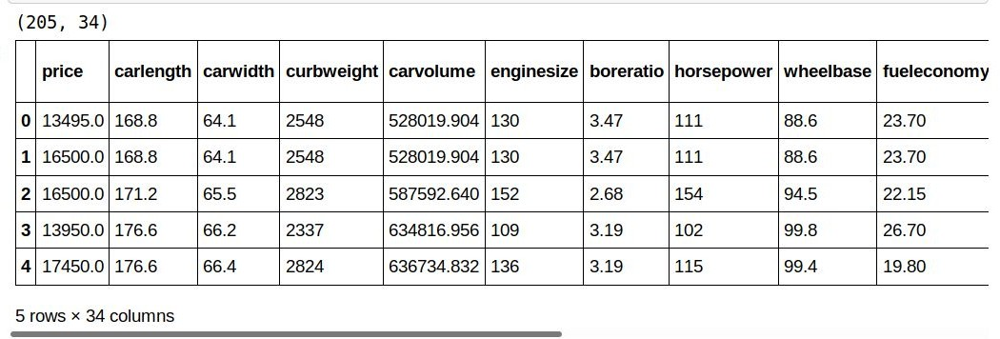 (205, 34)
price carlength carwidth curbweight carvolume enginesize boreratio horsepower wheelbase fueleconomy
0 13495.0 168.8 64.1 2548 528019.904 130 3.47 111 88.6 23.70
1 16500.0 168.8 64.1 2548 528019.904 130 3.47 111 88.6 23.70
2 16500.0 171.2 65.5 2823 587592.640 152 2.68 154 94.5 22.15
3 13950.0 176.6 66.2 2337 634816.956 109 3.19 102 99.8 26.70
4 17450.0 176.6 66.4 2824 636734.832 136 3.19 115 99.4 19.80
5 rows × 34 columns